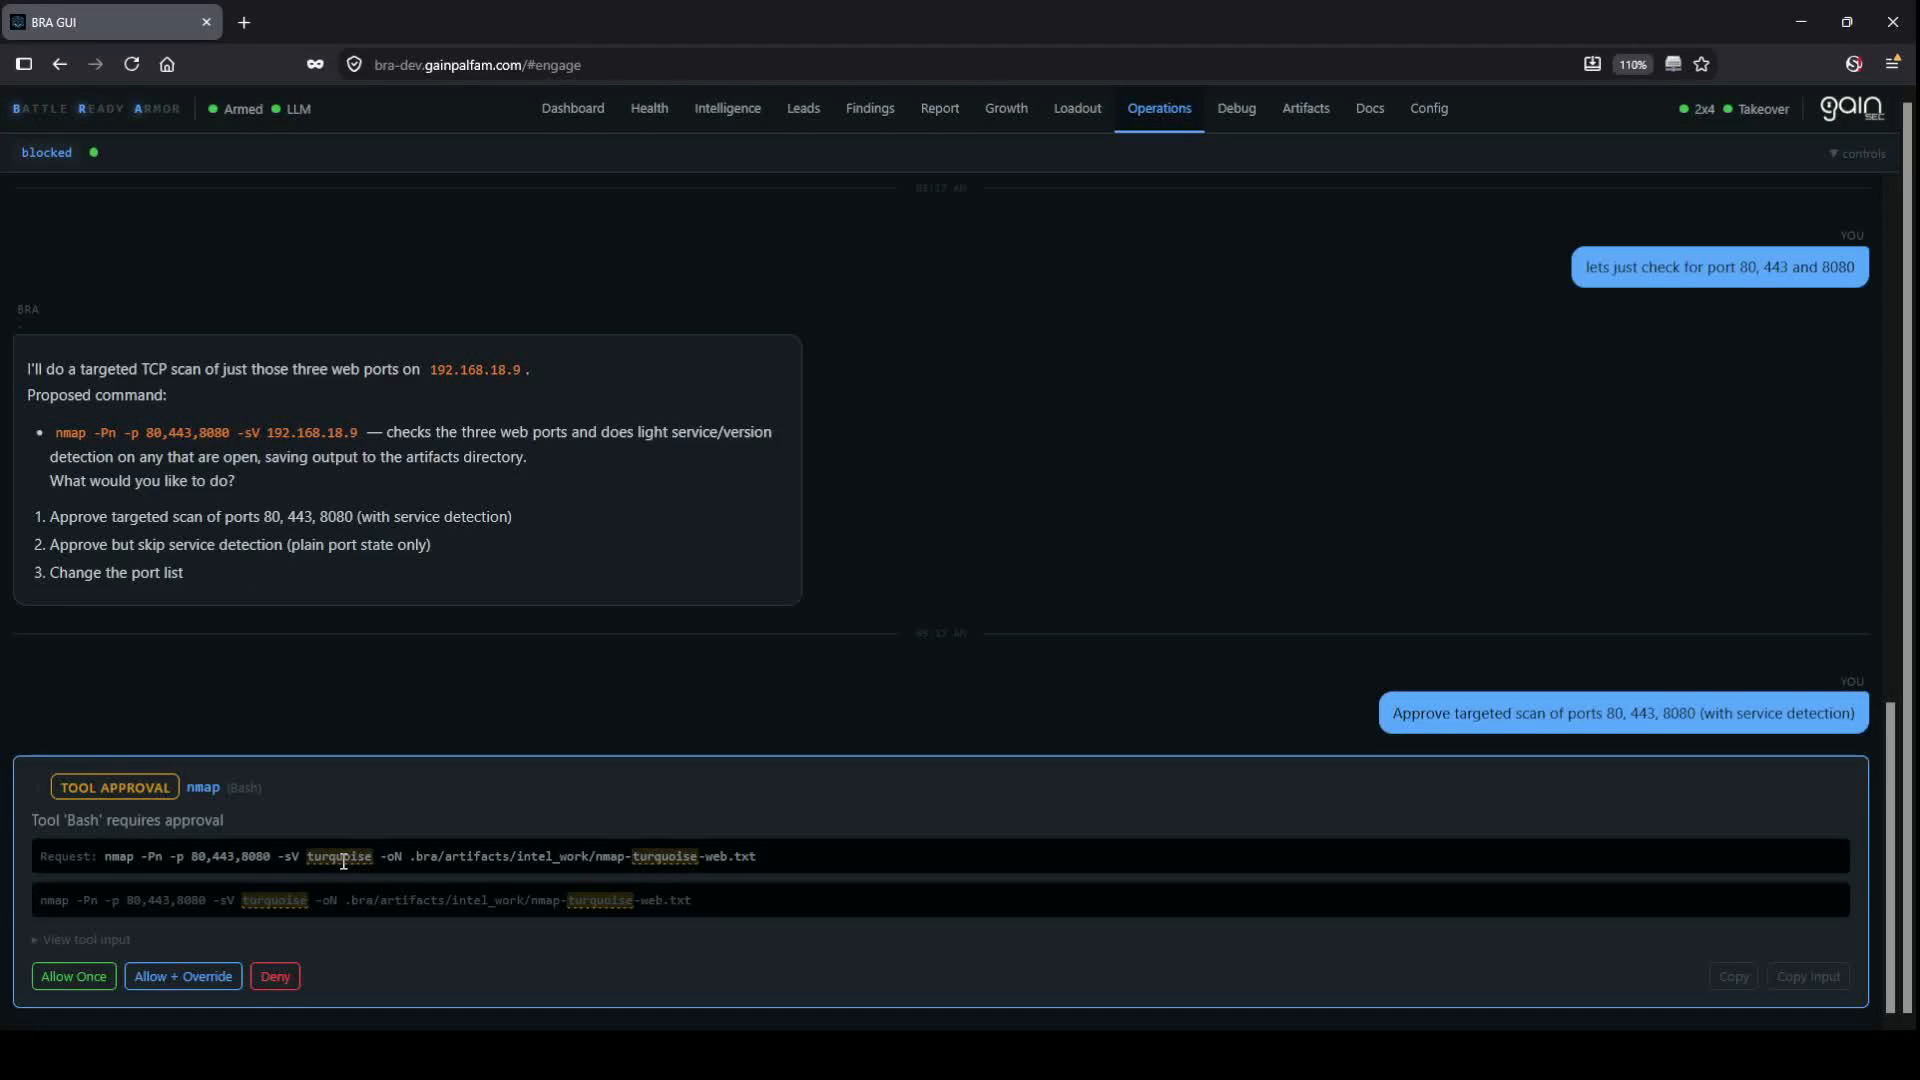 BRA GUI
bra-dev.gainpalfam.com/#engage
110%
BATTLE READY ARMOR
Armed
LLM
Dashboard
Health
Intelligence
Leads
Findings
Report
Growth
Loadout
Operations
Debug
Artifacts
Docs
Config
2x4
Takeover
gain SEC
blocked
▼ controls
YOU
lets just check for port 80, 443 and 8080
BRA
I'll do a targeted TCP scan of just those three web ports on 192.168.18.9 .
Proposed command:
• nmap -Pn -p 80,443,8080 -sV 192.168.18.9 — checks the three web ports and does light service/version
detection on any that are open, saving output to the artifacts directory.
What would you like to do?
1. Approve targeted scan of ports 80, 443, 8080 (with service detection)
2. Approve but skip service detection (plain port state only)
3. Change the port list
YOU
Approve targeted scan of ports 80, 443, 8080 (with service detection)
TOOL APPROVAL nmap (Bash)
Tool 'Bash' requires approval
Request: nmap -Pn -p 80,443,8080 -sV turquoise -oN .bra/artifacts/intel_work/nmap-turquoise-web.txt
nmap -Pn -p 80,443,8080 -sV turquoise -oN .bra/artifacts/intel_work/nmap-turquoise-web.txt
▸ View tool input
Allow Once
Allow + Override
Deny
Copy
Copy Input